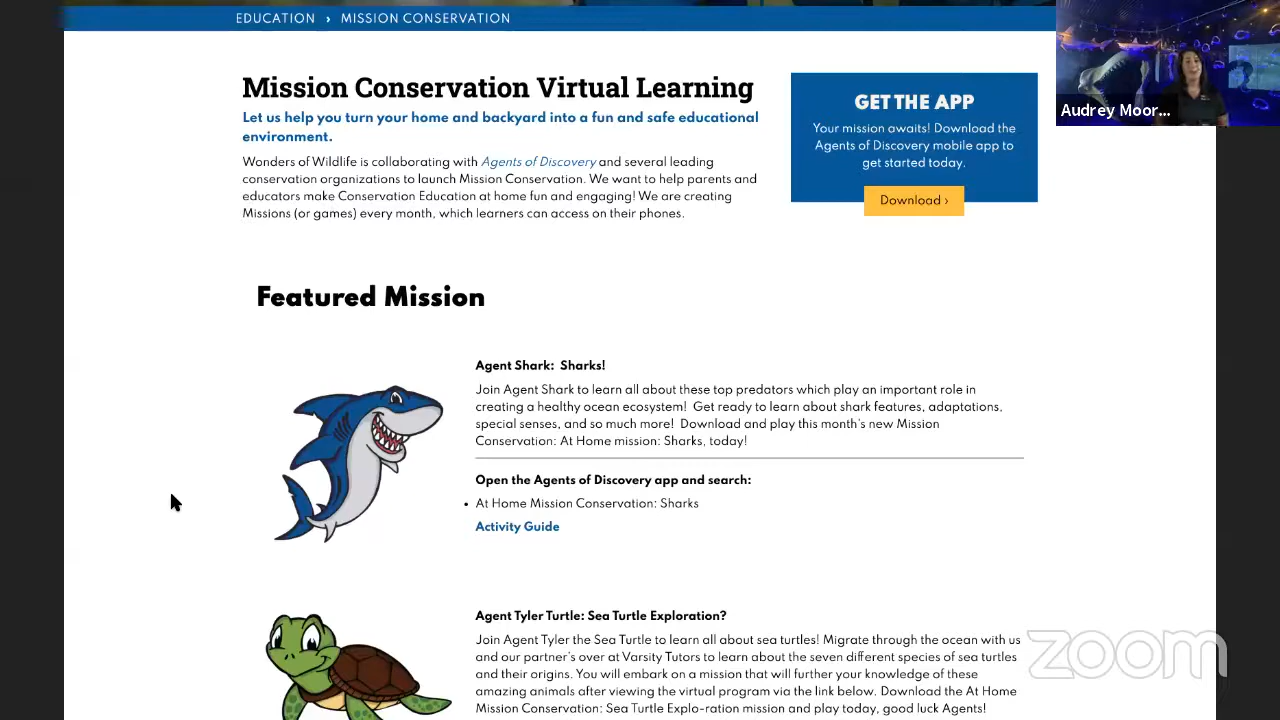 EDUCATION › MISSION CONSERVATION
Mission Conservation Virtual Learning
Let us help you turn your home and backyard into a fun and safe educational
environment.
Wonders of Wildlife is collaborating with Agents of Discovery and several leading
conservation organizations to launch Mission Conservation. We want to help parents and
educators make Conservation Education at home fun and engaging! We are creating
Missions (or games) every month, which learners can access on their phones.
GET THE APP
Your mission awaits! Download the
Agents of Discovery mobile app to
get started today.
Download ›
Audrey Moor...
Featured Mission
Agent Shark: Sharks!
Join Agent Shark to learn all about these top predators which play an important role in
creating a healthy ocean ecosystem! Get ready to learn about shark features, adaptations,
special senses, and so much more! Download and play this month's new Mission
Conservation: At Home mission: Sharks, today!
Open the Agents of Discovery app and search:
• At Home Mission Conservation: Sharks
Activity Guide
Agent Tyler Turtle: Sea Turtle Exploration?
Join Agent Tyler the Sea Turtle to learn all about sea turtles! Migrate through the ocean with us
and our partner's over at Varsity Tutors to learn about the seven different species of sea turtles
and their origins. You will embark on a mission that will further your knowledge of these
amazing animals after viewing the virtual program via the link below. Download the At Home
Mission Conservation: Sea Turtle Explo-ration mission and play today, good luck Agents!
zoom